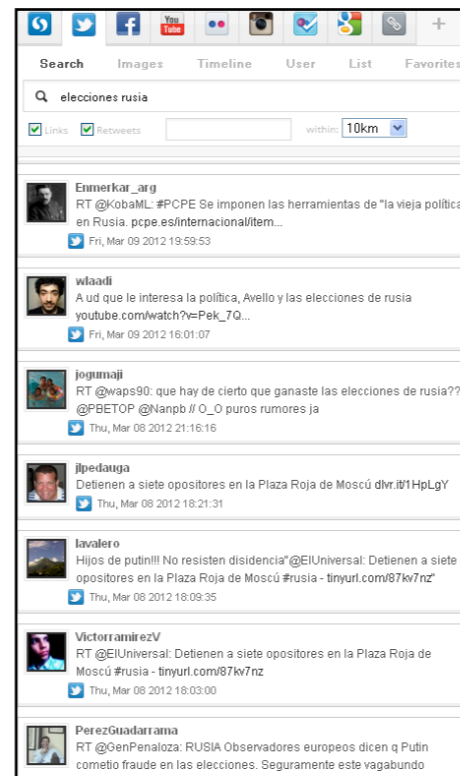 You Tube
Search Images Timeline User List Favorites
elecciones rusia
Links Retweets within: 10km
Enmerkar_arg
RT @KobaML: #PCPE Se imponen las herramientas de "la vieja política
en Rusia. pcpe.es/internacional/item...
Fri, Mar 09 2012 19:59:53
wlaadi
A ud que le interesa la política, Avello y las elecciones de rusia
youtube.com/watch?v=Pek_7Q...
Fri, Mar 09 2012 16:01:07
jogumaji
RT @waps90: que hay de cierto que ganaste las elecciones de rusia??
@PBETOP @Nanpb // O_O puros rumores ja
Thu, Mar 08 2012 21:16:16
jlpedauga
Detienen a siete opositores en la Plaza Roja de Moscú dlvr.it/1HpLgY
Thu, Mar 08 2012 18:21:31
lavalero
Hijos de putin!!! No resisten disidencia"@ElUniversal: Detienen a siete
opositores en la Plaza Roja de Moscú #rusia - tinyurl.com/87kv7nz"
Thu, Mar 08 2012 18:09:35
VictorramirezV
RT @ElUniversal: Detienen a siete opositores en la Plaza Roja de
Moscú #rusia - tinyurl.com/87kv7nz
Thu, Mar 08 2012 18:03:00
PerezGuadarrama
RT @GenPenaloza: RUSIA Observadores europeos dicen q Putin
cometio fraude en las elecciones. Seguramente este vagabundo